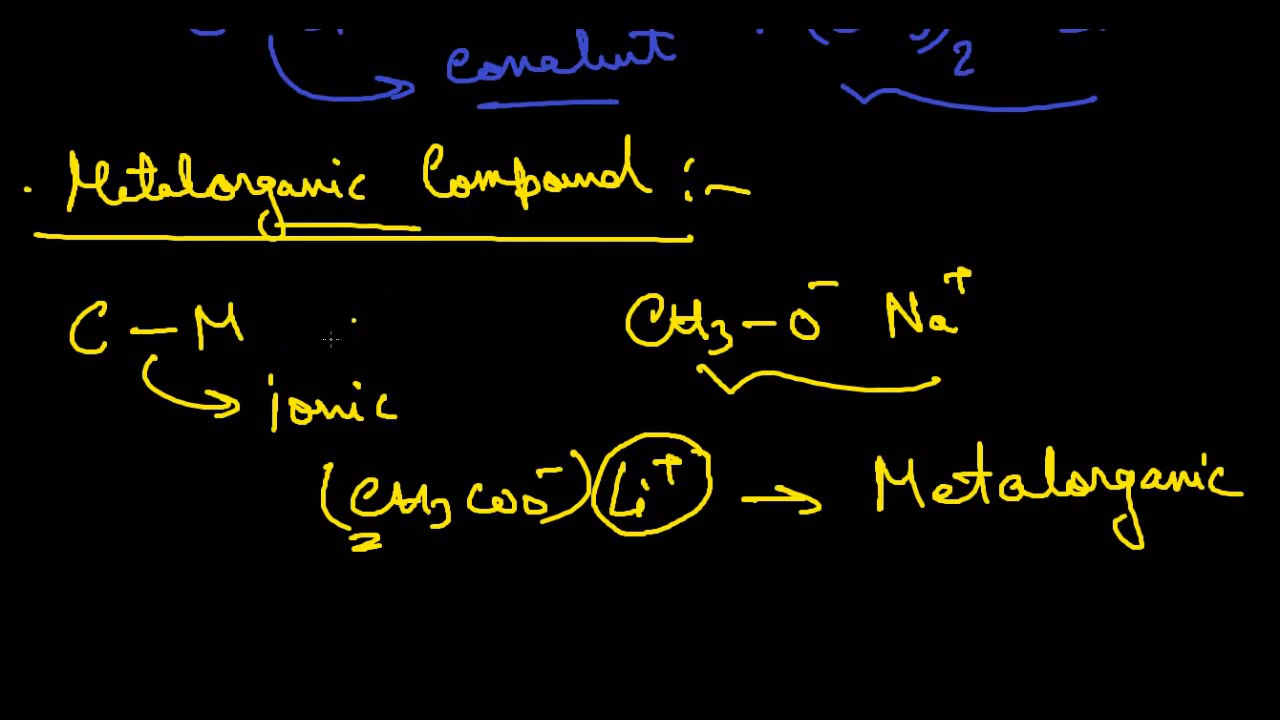 covalent 2
. Metalorganic Compound :-
C - M CH3 - O⁻ Na⁺
→ ionic
(CH3COO⁻) Li⁺ → Metalorganic